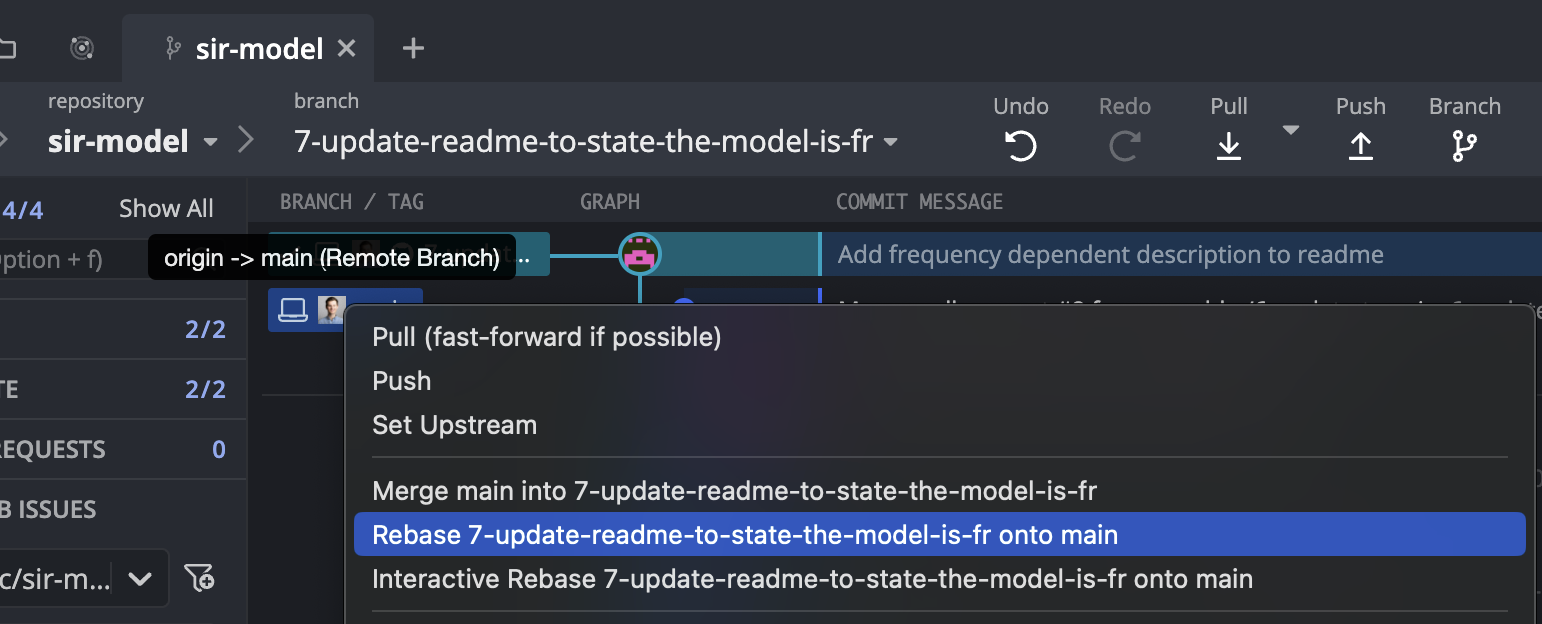 sir-model
repository
branch
sir-model
7-update-readme-to-state-the-model-is-fr
Undo
Redo
Pull
Push
Branch
4/4
Show All
BRANCH / TAG
GRAPH
COMMIT MESSAGE
ption + f)
origin -> main (Remote Branch)
..
Add frequency dependent description to readme
2/2
TE
2/2
REQUESTS
0
B ISSUES
c/sir-m...
Pull (fast-forward if possible)
Push
Set Upstream
Merge main into 7-update-readme-to-state-the-model-is-fr
Rebase 7-update-readme-to-state-the-model-is-fr onto main
Interactive Rebase 7-update-readme-to-state-the-model-is-fr onto main